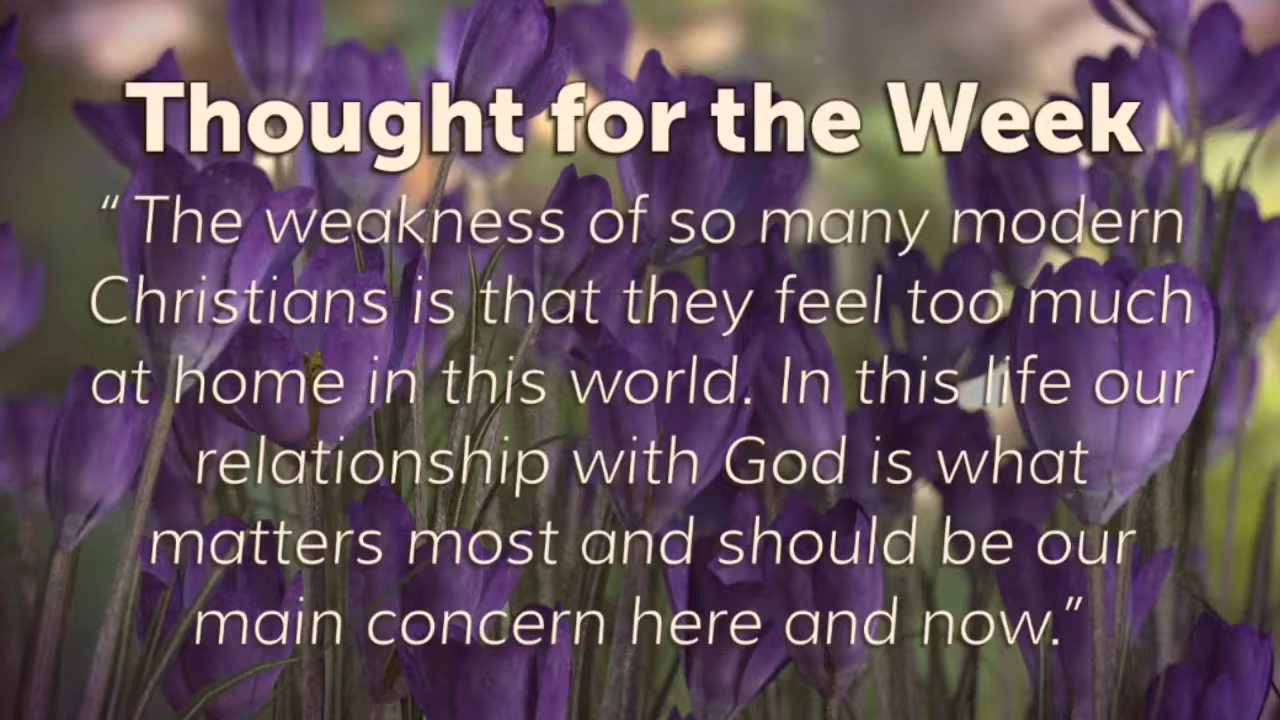 Thought for the Week
“ The weakness of so many modern
Christians is that they feel too much
at home in this world. In this life our
relationship with God is what
matters most and should be our
main concern here and now.”